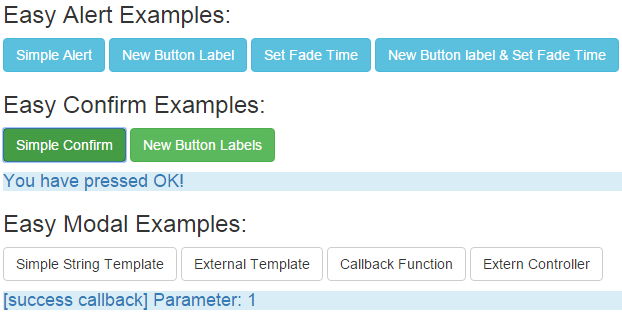 Easy Alert Examples:
Simple Alert New Button Label Set Fade Time New Button label & Set Fade Time
Easy Confirm Examples:
Simple Confirm New Button Labels
You have pressed OK!
Easy Modal Examples:
Simple String Template External Template Callback Function Extern Controller
[success callback] Parameter: 1